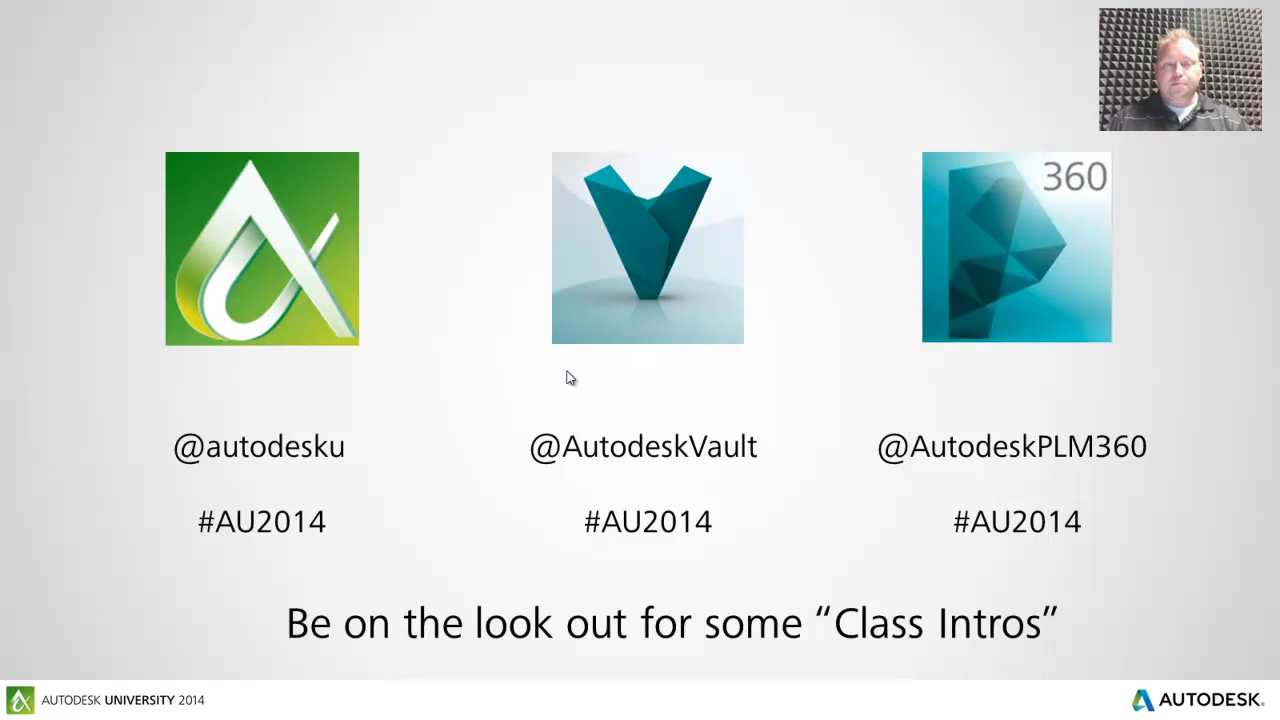 360
@autodesku
@AutodeskVault
@AutodeskPLM360
#AU2014
#AU2014
#AU2014
Be on the look out for some “Class Intros”
AUTODESK UNIVERSITY 2014
AUTODESK.